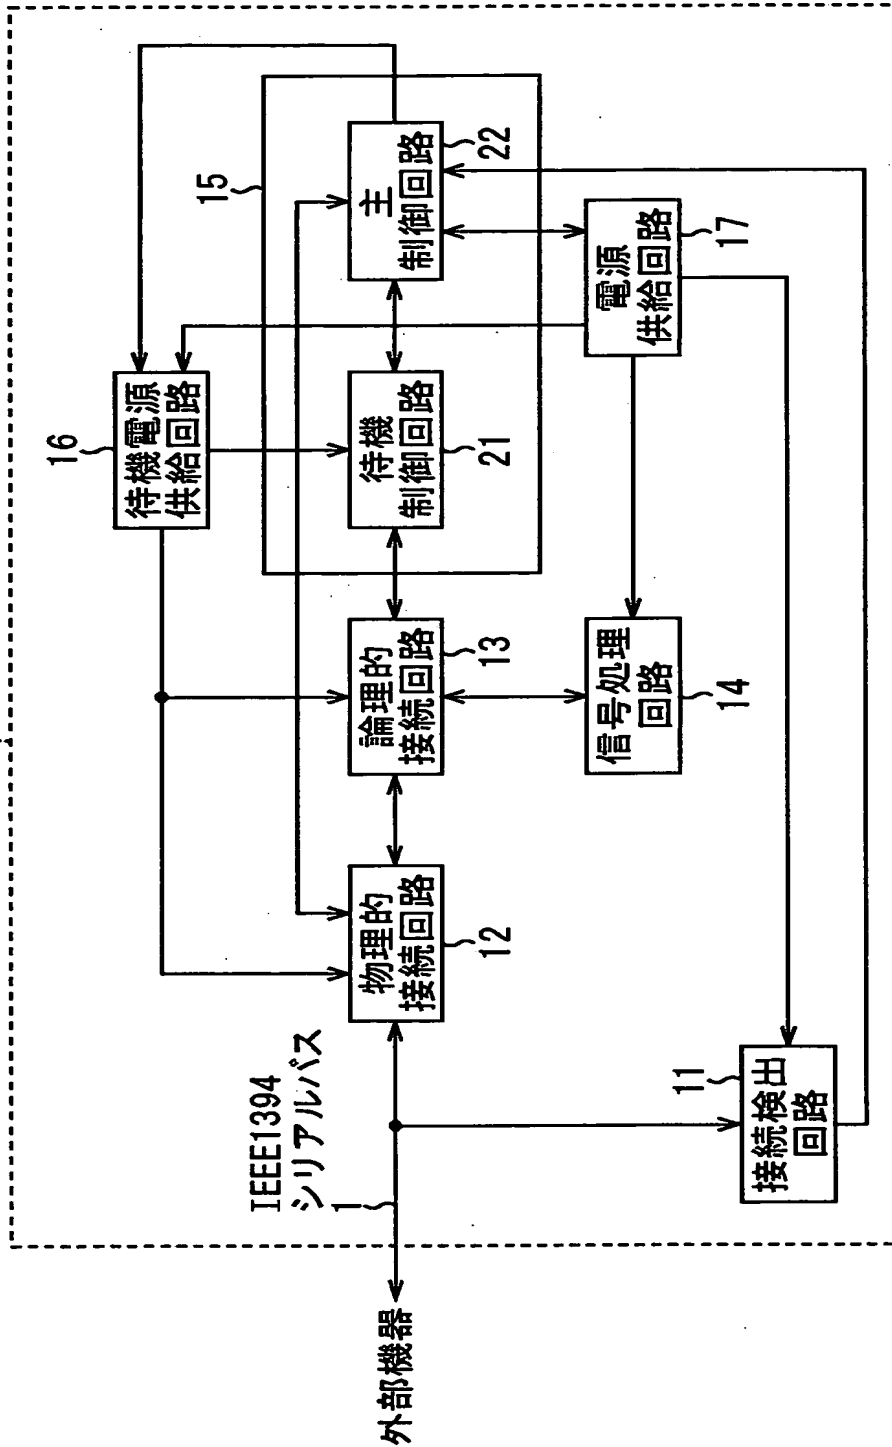 16
待機電源
供給回路
15
IEEE1394
シリアルバス
1
外部機器
物理的
接続回路
12
論理的
接続回路
13
待機
制御回路
21
主
制御回路
22
信号処理
回路
14
電源
供給回路
17
11
接続検出
回路